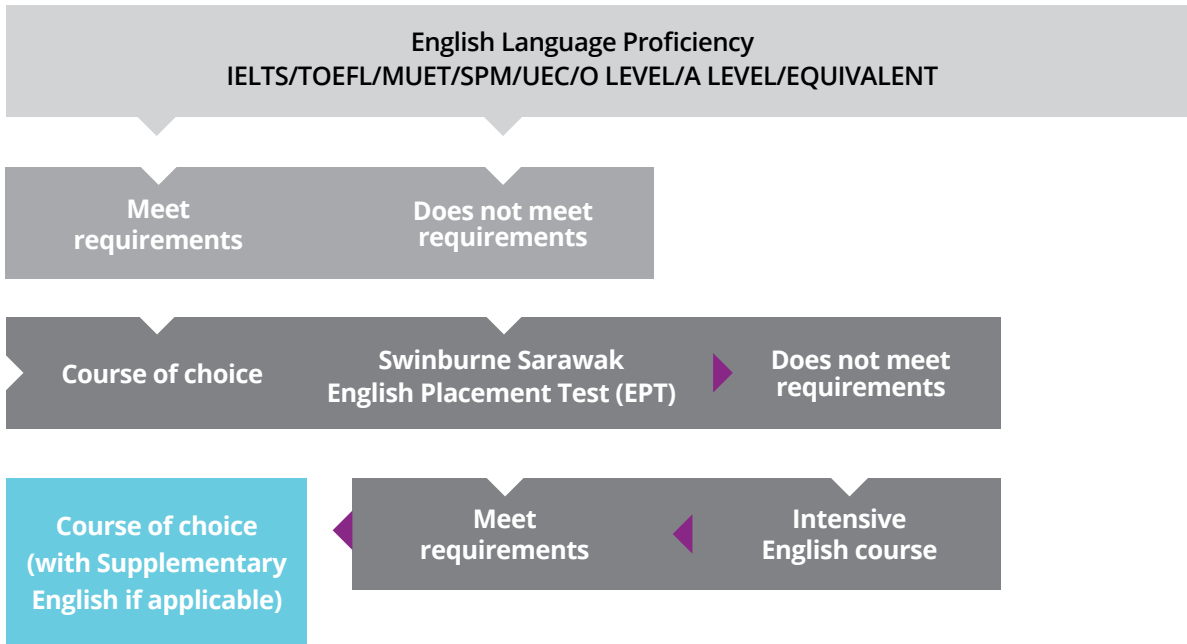 English Language Proficiency
IELTS/TOEFL/MUET/SPM/UEC/O LEVEL/A LEVEL/EQUIVALENT
Meet
requirements
Does not meet
requirements
Course of choice
Swinburne Sarawak
English Placement Test (EPT)
Does not meet
requirements
Course of choice
(with Supplementary
English if applicable)
Meet
requirements
Intensive
English course